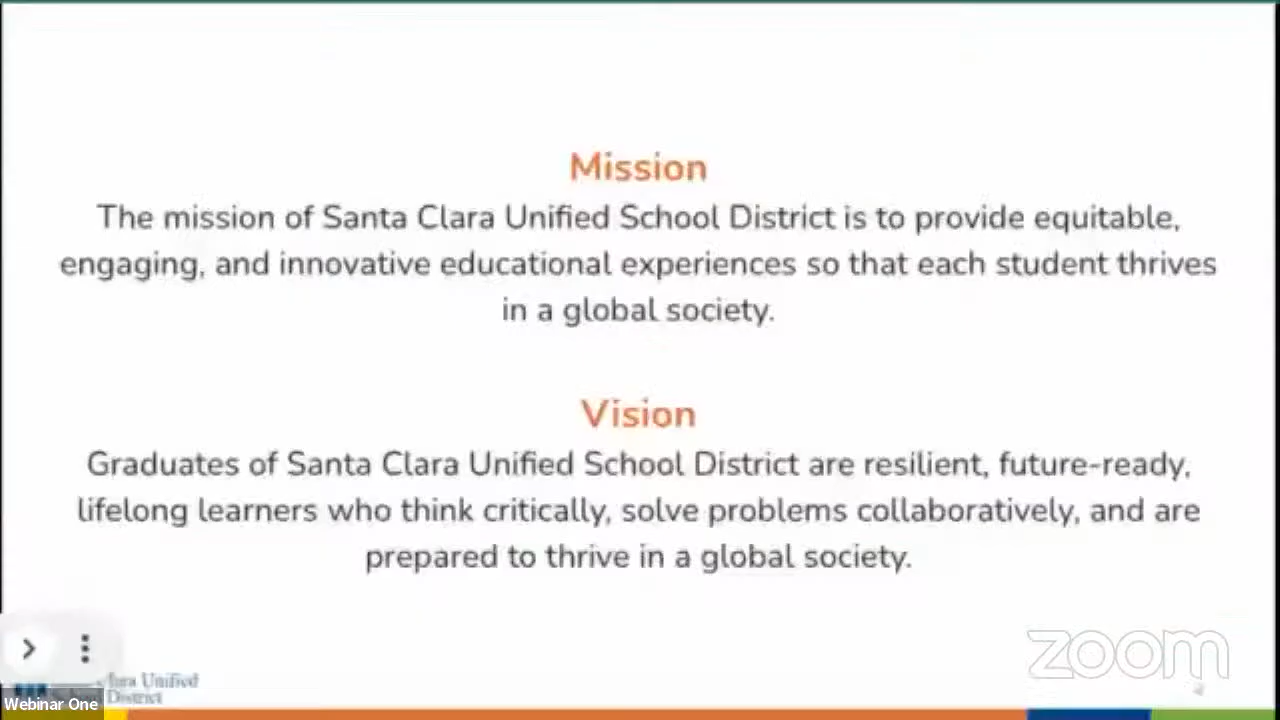 Mission
The mission of Santa Clara Unified School District is to provide equitable,
engaging, and innovative educational experiences so that each student thrives
in a global society.
Vision
Graduates of Santa Clara Unified School District are resilient, future-ready,
lifelong learners who think critically, solve problems collaboratively, and are
prepared to thrive in a global society.
zoom
Unified
District
Webinar One